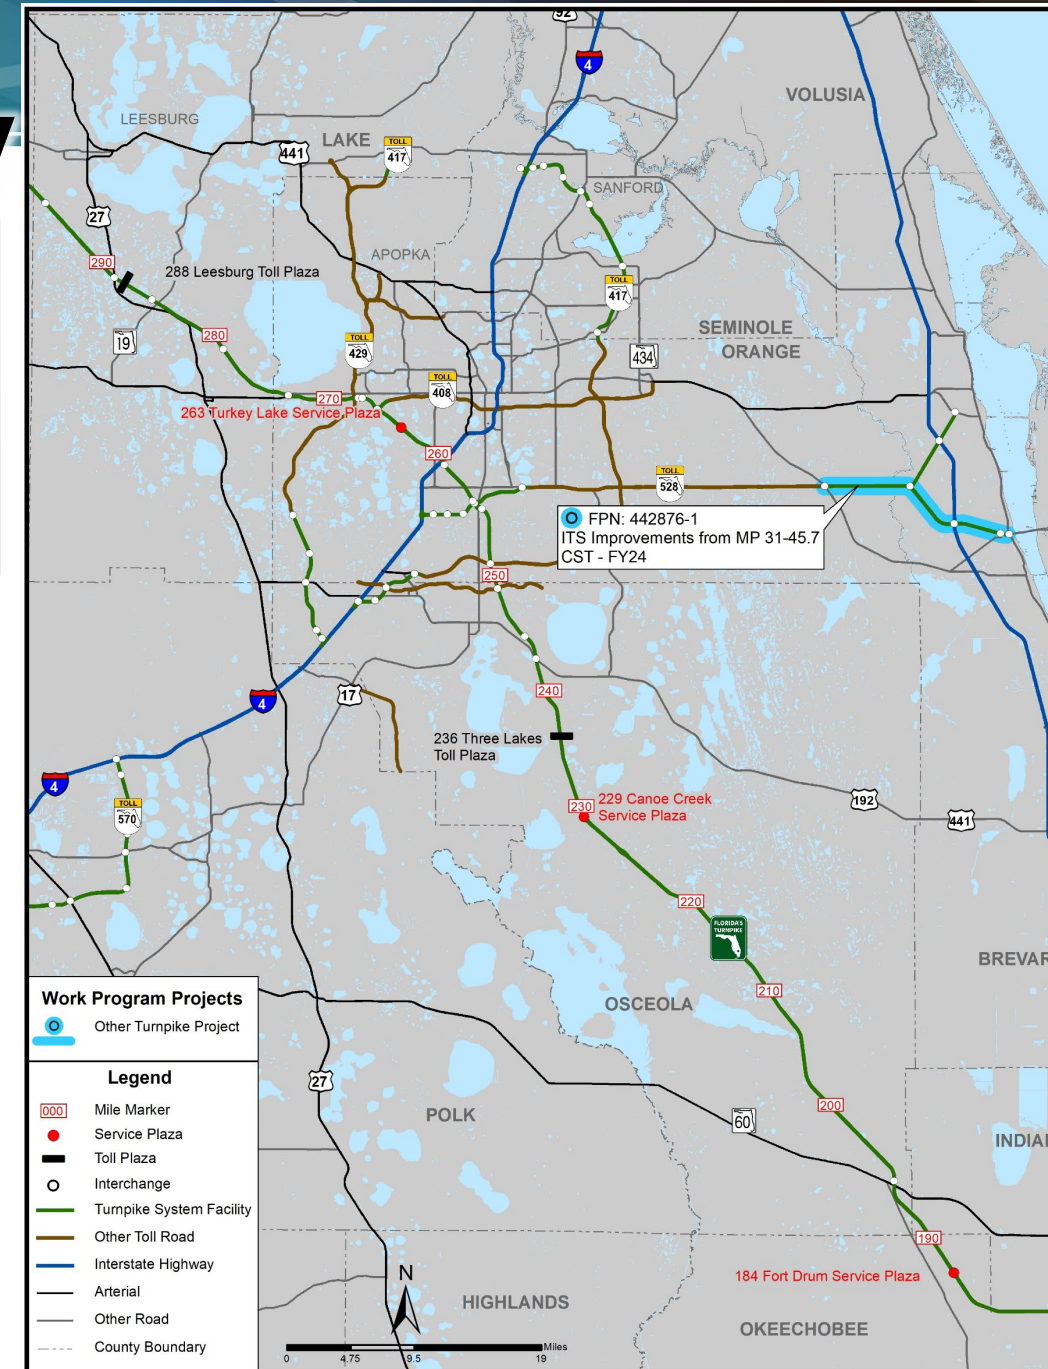 92
4
VOLUSIA
LEESBURG
LAKE
441
TOLL
417
SANFORD
27
APOPKA
290
288 Leesburg Toll Plaza
TOLL
417
19
280
SEMINOLE
ORANGE
TOLL
429
434
TOLL
408
270
263 Turkey Lake Service Plaza
260
TOLL
528
FPN: 442876-1
ITS Improvements from MP 31-45.7
CST - FY24
250
240
4
17
236 Three Lakes
Toll Plaza
4
TOLL
570
230
229 Canoe Creek
Service Plaza
192
441
220
FLORIDA'S
TURNPIKE
210
BREVAR
OSCEOLA
Work Program Projects
Other Turnpike Project
Legend
000
Mile Marker
Service Plaza
Toll Plaza
Interchange
Turnpike System Facility
Other Toll Road
Interstate Highway
Arterial
Other Road
County Boundary
27
POLK
200
60
INDIA
190
184 Fort Drum Service Plaza
N
HIGHLANDS
OKEECHOBEE
Miles
0
4.75
9.5
19